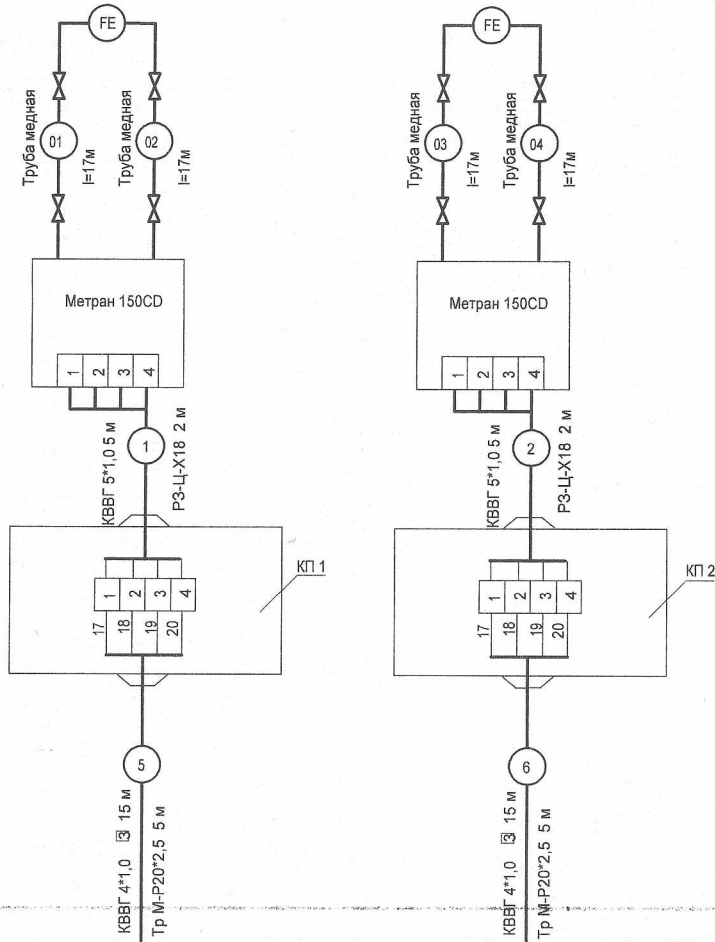 FE
Труба медная
01
l=17м
Труба медная
02
l=17м
Метран 150CD
1
2
3
4
КВВГ 5*1,0 5 м
1
РЗ-Ц-Х18 2 м
КП 1
1
2
3
4
17
18
19
20
5
КВВГ 4*1,0 3 15 м
Тр М-Р20*2,5 5 м
FE
Труба медная
03
l=17м
Труба медная
04
l=17м
Метран 150CD
1
2
3
4
КВВГ 5*1,0 5 м
2
РЗ-Ц-Х18 2 м
КП 2
1
2
3
4
17
18
19
20
6
КВВГ 4*1,0 3 15 м
Тр М-Р20*2,5 5 м